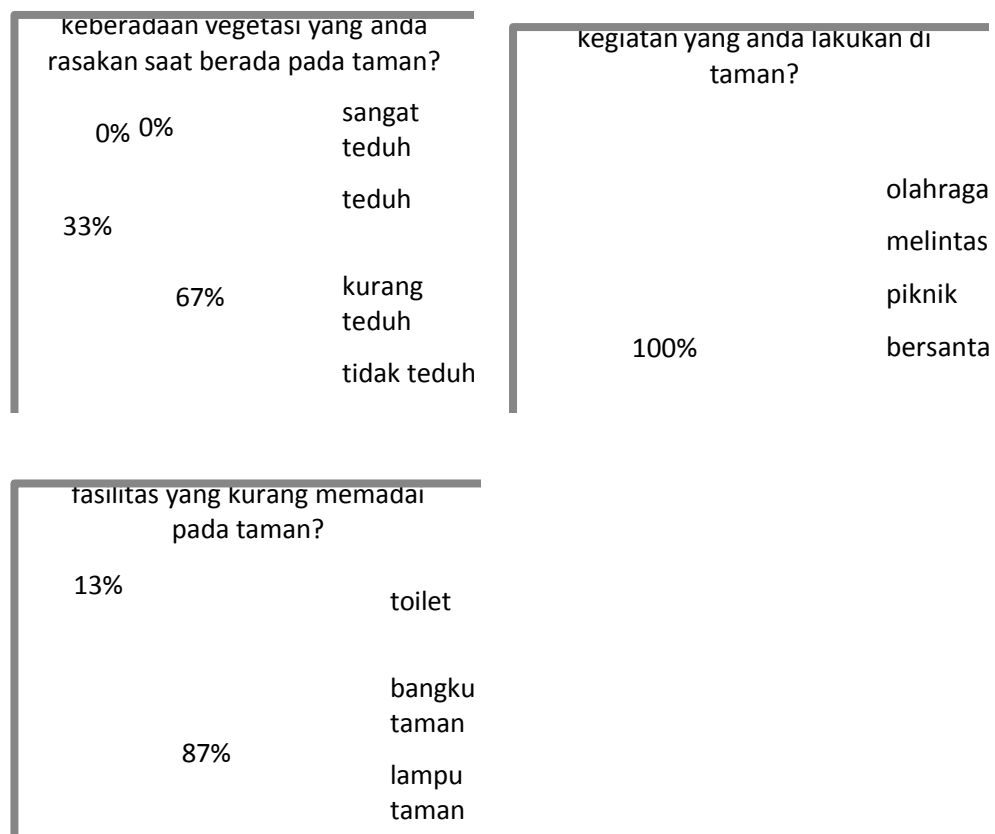 keberadaan vegetasi yang anda
rasakan saat berada pada taman?
0% 0%
33%
67%
sangat
teduh
teduh
kurang
teduh
tidak teduh
kegiatan yang anda lakukan di
taman?
100%
olahraga
melintas
piknik
bersanta
fasilitas yang kurang memadai
pada taman?
13%
87%
toilet
bangku
taman
lampu
taman